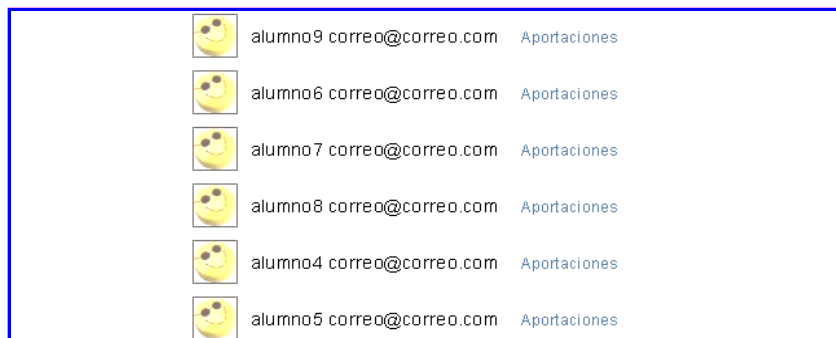 alumno9 correo@correo.com Aportaciones
alumno6 correo@correo.com Aportaciones
alumno7 correo@correo.com Aportaciones
alumno8 correo@correo.com Aportaciones
alumno4 correo@correo.com Aportaciones
alumno5 correo@correo.com Aportaciones